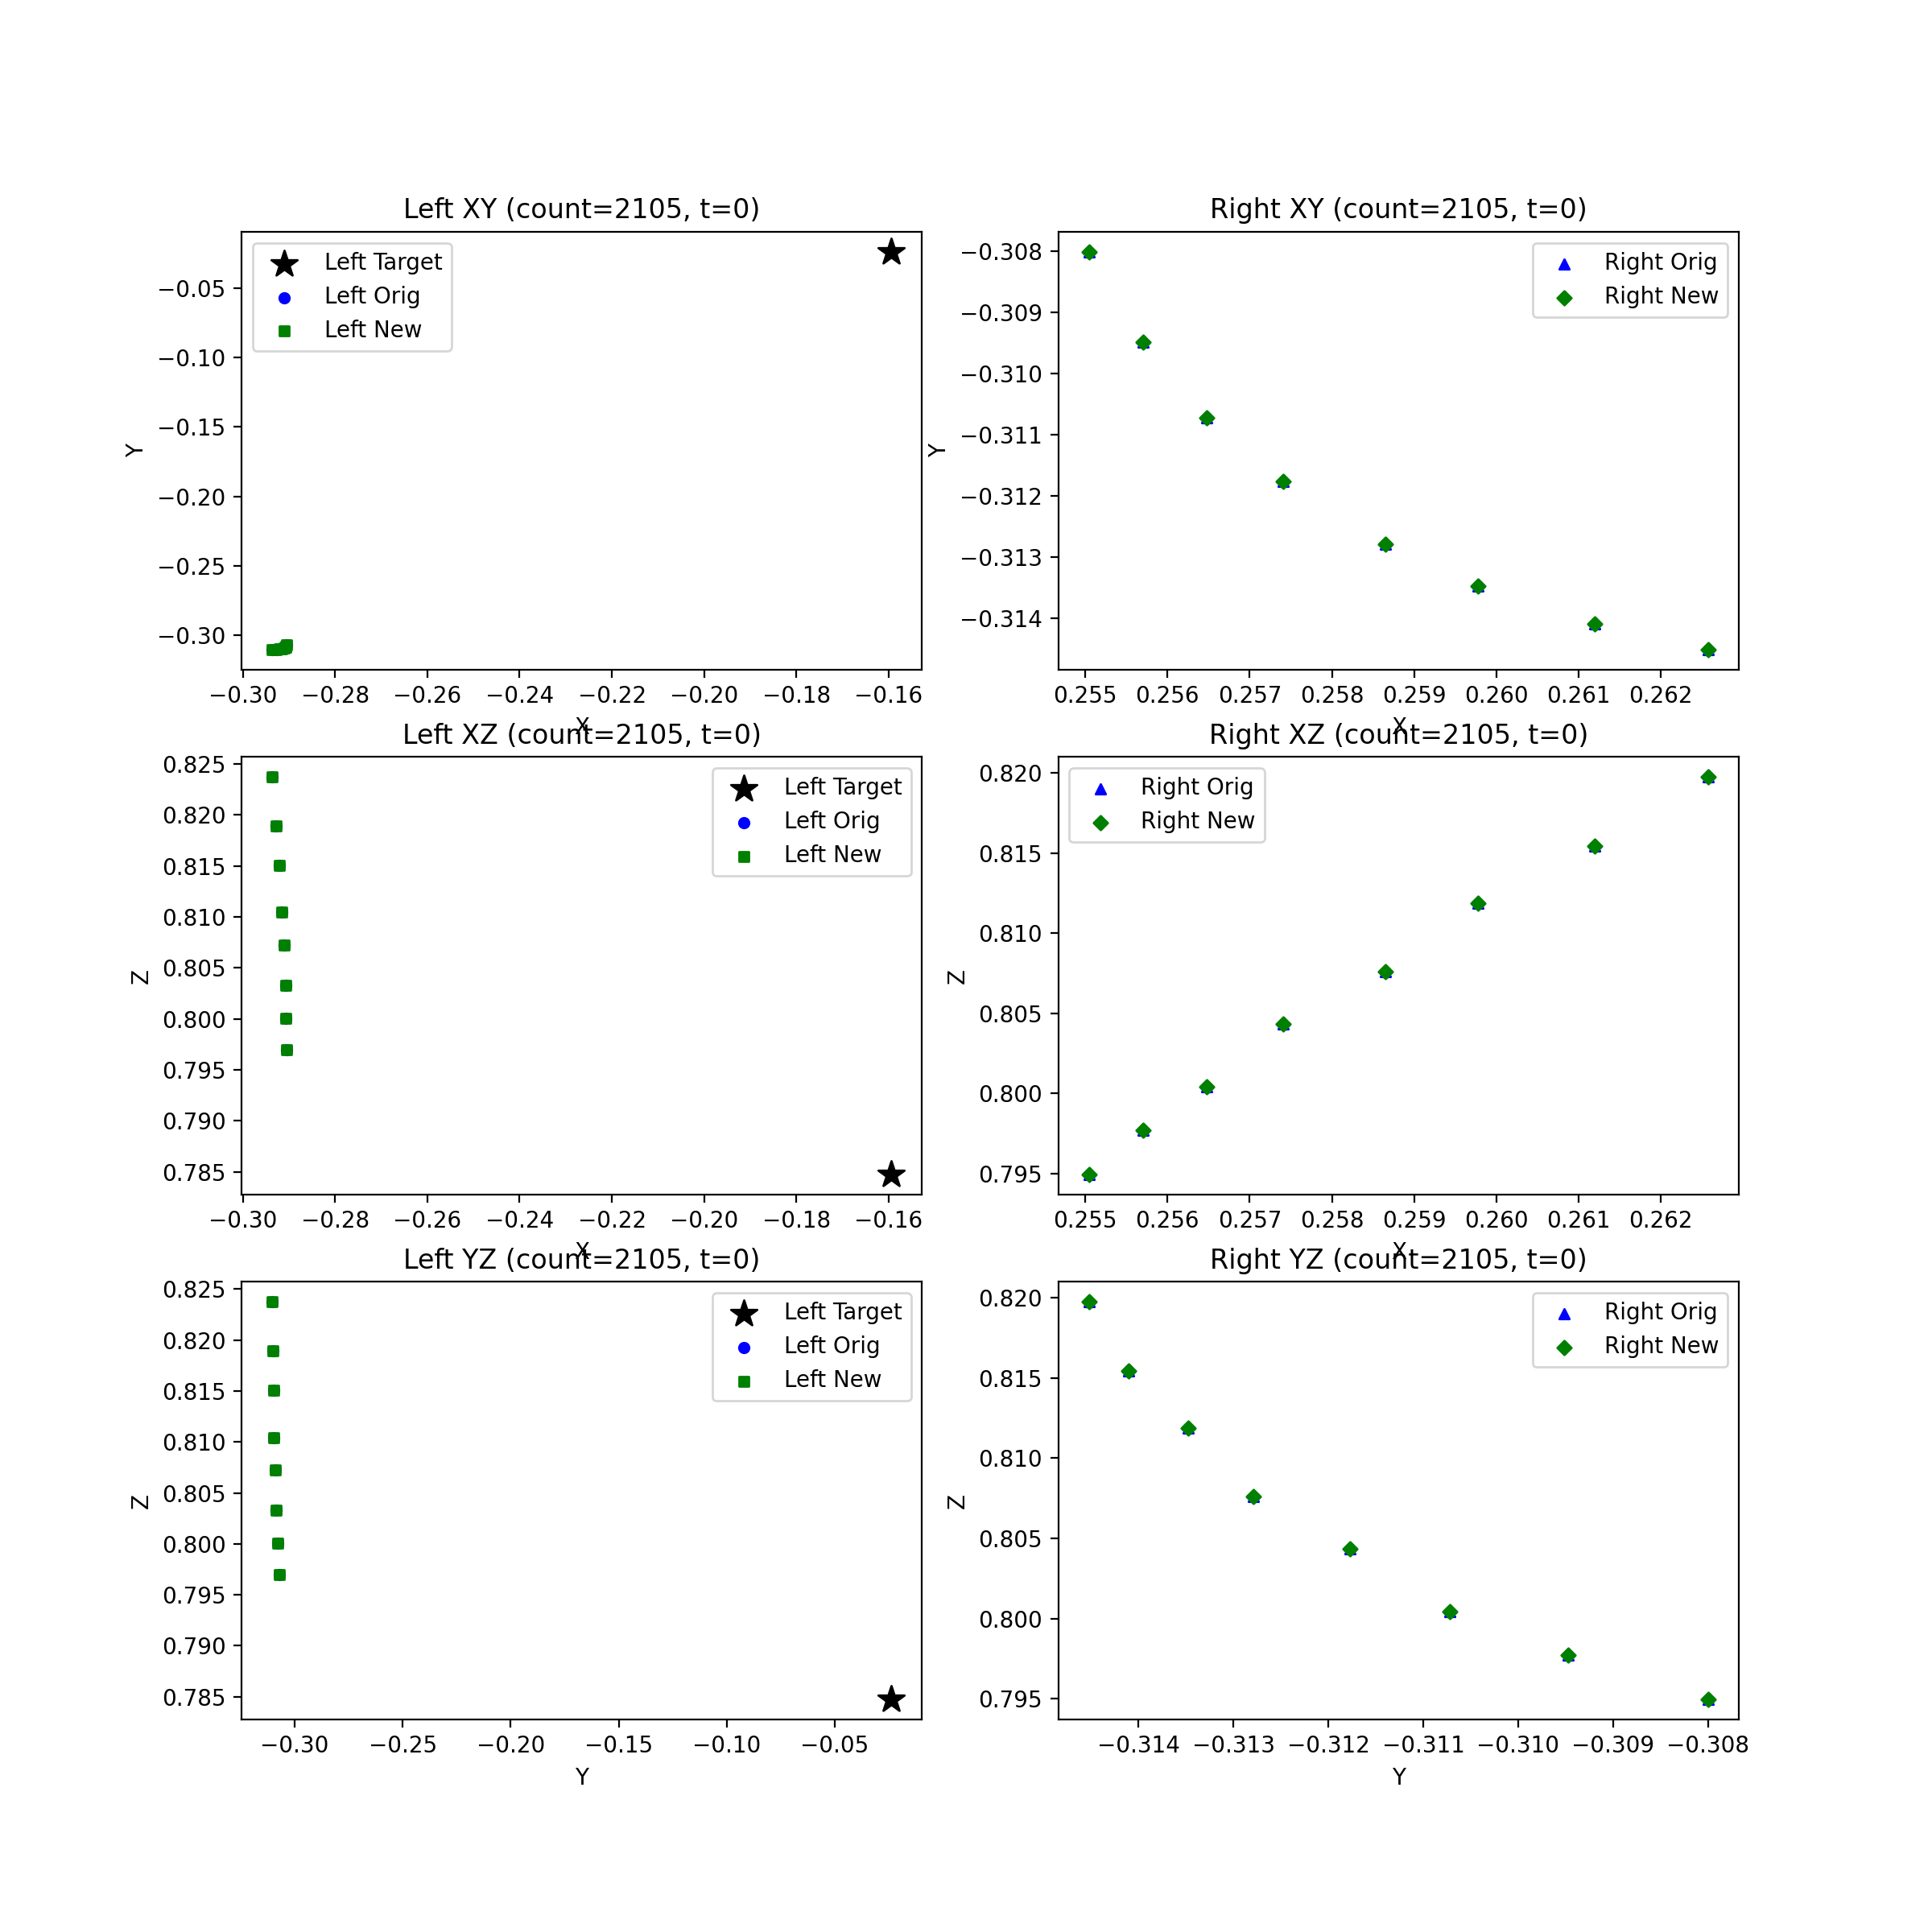 Left XY (count=2105, t=0)
Left Target
Left Orig
Left New
Y
−0.05
−0.10
−0.15
−0.20
−0.25
−0.30
−0.30 −0.28 −0.26 −0.24 −0.22 −0.20 −0.18 −0.16
X
Right XY (count=2105, t=0)
Right Orig
Right New
Y
−0.308
−0.309
−0.310
−0.311
−0.312
−0.313
−0.314
0.255 0.256 0.257 0.258 0.259 0.260 0.261 0.262
X
Left XZ (count=2105, t=0)
Left Target
Left Orig
Left New
Z
0.825
0.820
0.815
0.810
0.805
0.800
0.795
0.790
0.785
−0.30 −0.28 −0.26 −0.24 −0.22 −0.20 −0.18 −0.16
X
Right XZ (count=2105, t=0)
Right Orig
Right New
Z
0.820
0.815
0.810
0.805
0.800
0.795
0.255 0.256 0.257 0.258 0.259 0.260 0.261 0.262
X
Left YZ (count=2105, t=0)
Left Target
Left Orig
Left New
Z
0.825
0.820
0.815
0.810
0.805
0.800
0.795
0.790
0.785
−0.30 −0.25 −0.20 −0.15 −0.10 −0.05
Y
Right YZ (count=2105, t=0)
Right Orig
Right New
Z
0.820
0.815
0.810
0.805
0.800
0.795
−0.314 −0.313 −0.312 −0.311 −0.310 −0.309 −0.308
Y